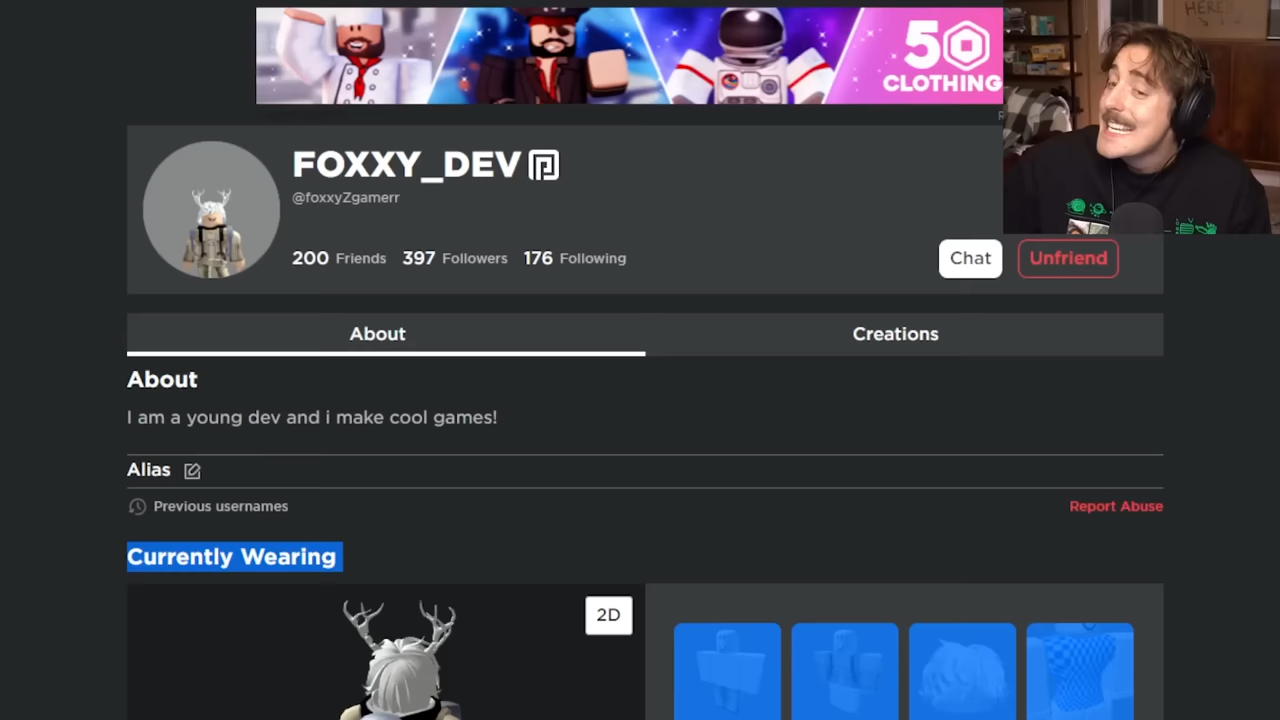 HERE!!
50
CLOTHING
FOXXY_DEV
@foxxyZgamerr
200 Friends 397 Followers 176 Following
Chat
Unfriend
About
Creations
About
I am a young dev and i make cool games!
Alias
Previous usernames
Report Abuse
Currently Wearing
2D